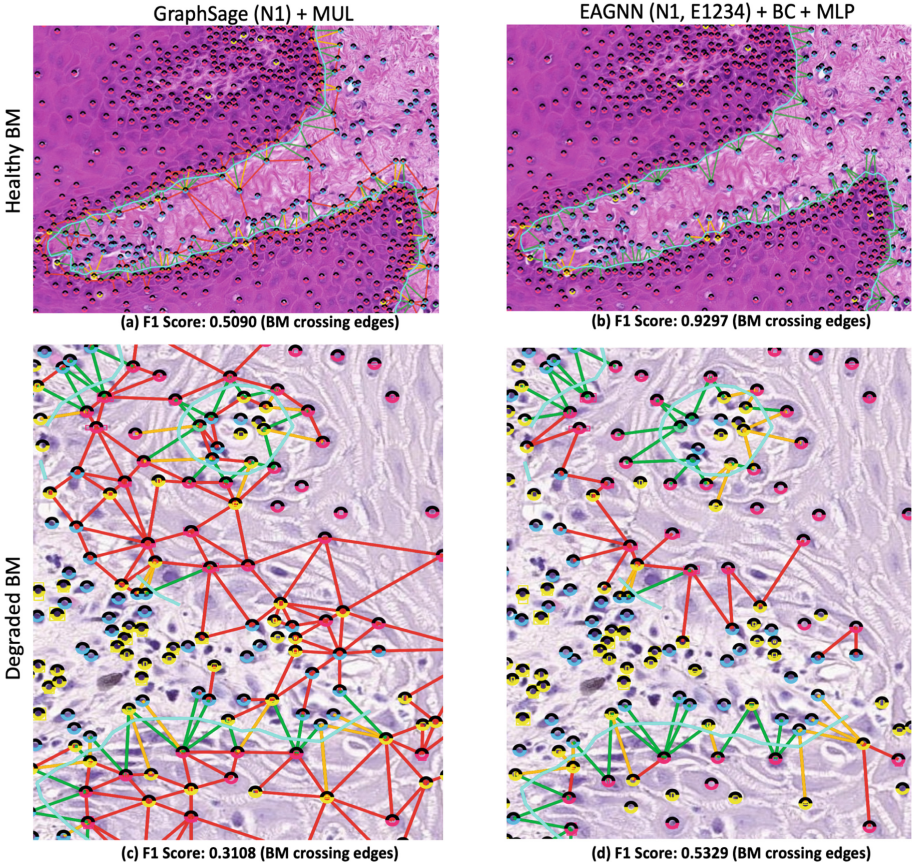 GraphSage (N1) + MUL
EAGNN (N1, E1234) + BC + MLP
Healthy BM
(a) F1 Score: 0.5090 (BM crossing edges)
(b) F1 Score: 0.9297 (BM crossing edges)
Degraded BM
(c) F1 Score: 0.3108 (BM crossing edges)
(d) F1 Score: 0.5329 (BM crossing edges)